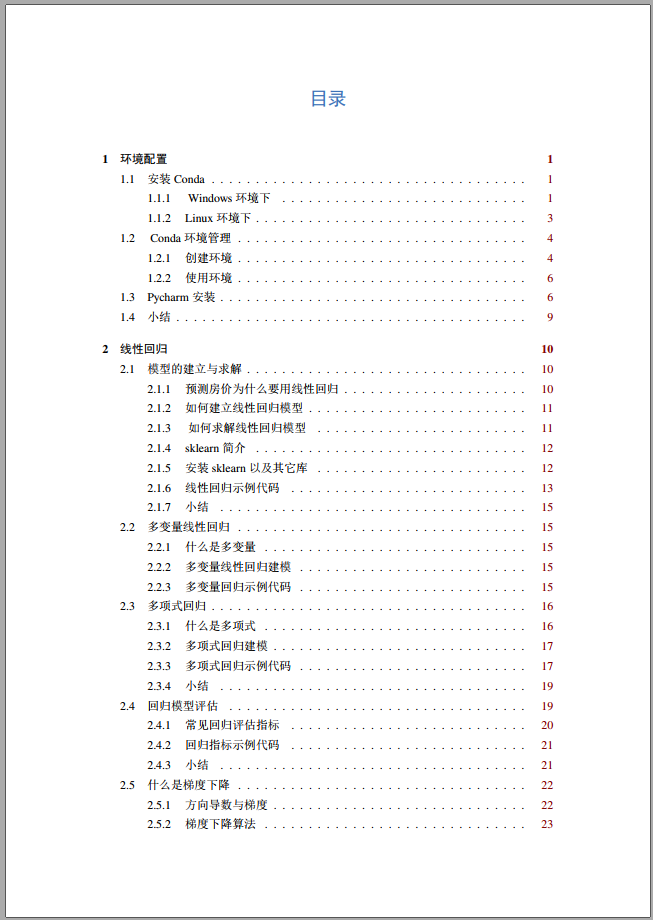 目录
1 环境配置 1
1.1 安装 Conda . . . . . . . . . . . . . . . . . . . . . . . . . . . . . . . . . . . . 1
1.1.1 Windows 环境下 . . . . . . . . . . . . . . . . . . . . . . . . . . . . 1
1.1.2 Linux 环境下 . . . . . . . . . . . . . . . . . . . . . . . . . . . . . . . 3
1.2 Conda 环境管理 . . . . . . . . . . . . . . . . . . . . . . . . . . . . . . . . . 4
1.2.1 创建环境 . . . . . . . . . . . . . . . . . . . . . . . . . . . . . . . . . 4
1.2.2 使用环境 . . . . . . . . . . . . . . . . . . . . . . . . . . . . . . . . . 6
1.3 Pycharm 安装 . . . . . . . . . . . . . . . . . . . . . . . . . . . . . . . . . . . 6
1.4 小结 . . . . . . . . . . . . . . . . . . . . . . . . . . . . . . . . . . . . . . . . 9
2 线性回归 10
2.1 模型的建立与求解 . . . . . . . . . . . . . . . . . . . . . . . . . . . . . . . . 10
2.1.1 预测房价为什么要用线性回归 . . . . . . . . . . . . . . . . . . . . . 10
2.1.2 如何建立线性回归模型 . . . . . . . . . . . . . . . . . . . . . . . . . 11
2.1.3 如何求解线性回归模型 . . . . . . . . . . . . . . . . . . . . . . . . 11
2.1.4 sklearn 简介 . . . . . . . . . . . . . . . . . . . . . . . . . . . . . . . 12
2.1.5 安装 sklearn 以及其它库 . . . . . . . . . . . . . . . . . . . . . . . . 12
2.1.6 线性回归示例代码 . . . . . . . . . . . . . . . . . . . . . . . . . . . 13
2.1.7 小结 . . . . . . . . . . . . . . . . . . . . . . . . . . . . . . . . . . . 15
2.2 多变量线性回归 . . . . . . . . . . . . . . . . . . . . . . . . . . . . . . . . . 15
2.2.1 什么是多变量 . . . . . . . . . . . . . . . . . . . . . . . . . . . . . . 15
2.2.2 多变量线性回归建模 . . . . . . . . . . . . . . . . . . . . . . . . . . 15
2.2.3 多变量回归示例代码 . . . . . . . . . . . . . . . . . . . . . . . . . . 15
2.3 多项式回归 . . . . . . . . . . . . . . . . . . . . . . . . . . . . . . . . . . . . 16
2.3.1 什么是多项式 . . . . . . . . . . . . . . . . . . . . . . . . . . . . . . 16
2.3.2 多项式回归建模 . . . . . . . . . . . . . . . . . . . . . . . . . . . . . 17
2.3.3 多项式回归示例代码 . . . . . . . . . . . . . . . . . . . . . . . . . . 17
2.3.4 小结 . . . . . . . . . . . . . . . . . . . . . . . . . . . . . . . . . . . 19
2.4 回归模型评估 . . . . . . . . . . . . . . . . . . . . . . . . . . . . . . . . . . . 19
2.4.1 常见回归评估指标 . . . . . . . . . . . . . . . . . . . . . . . . . . . 20
2.4.2 回归指标示例代码 . . . . . . . . . . . . . . . . . . . . . . . . . . . 21
2.4.3 小结 . . . . . . . . . . . . . . . . . . . . . . . . . . . . . . . . . . . 21
2.5 什么是梯度下降 . . . . . . . . . . . . . . . . . . . . . . . . . . . . . . . . . 22
2.5.1 方向导数与梯度 . . . . . . . . . . . . . . . . . . . . . . . . . . . . . 22
2.5.2 梯度下降算法 . . . . . . . . . . . . . . . . . . . . . . . . . . . . . . 23